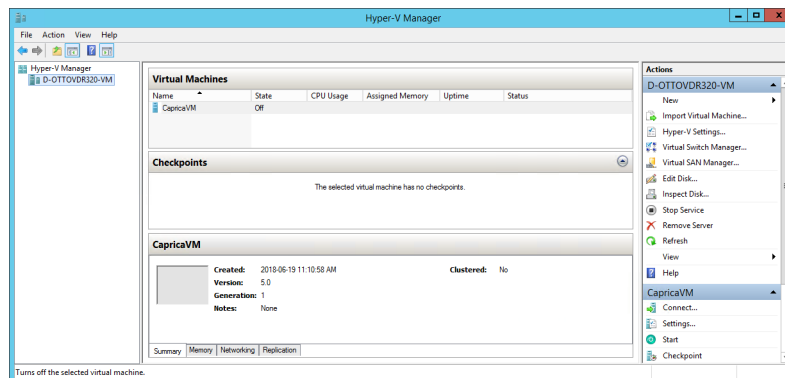 Hyper-V Manager
File Action View Help
Hyper-V Manager
D-OTTOVDR320-VM
Virtual Machines
Name State CPU Usage Assigned Memory Uptime Status
CapricaVM Off
Checkpoints
The selected virtual machine has no checkpoints.
CapricaVM
Created: 2018-06-19 11:10:58 AM Clustered: No
Version: 5.0
Generation: 1
Notes: None
Summary Memory Networking Replication
Actions
D-OTTOVDR320-VM
New
Import Virtual Machine...
Hyper-V Settings...
Virtual Switch Manager...
Virtual SAN Manager...
Edit Disk...
Inspect Disk...
Stop Service
Remove Server
Refresh
View
Help
CapricaVM
Connect...
Settings...
Start
Checkpoint
Turns off the selected virtual machine.